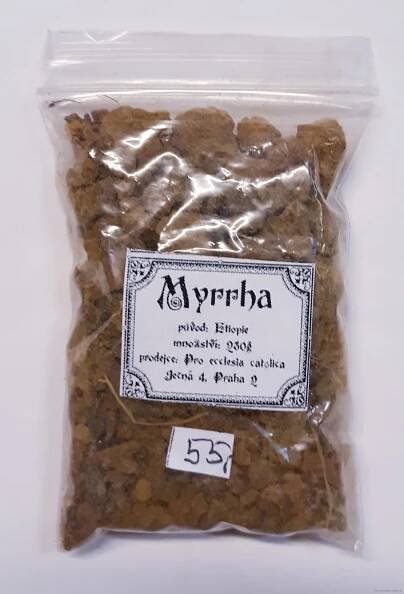 Myrrha
původ: Etiopie
množství: 250g
prodejce: Pro ecclesia catolica
Ječná 4, Praha 2
55,-